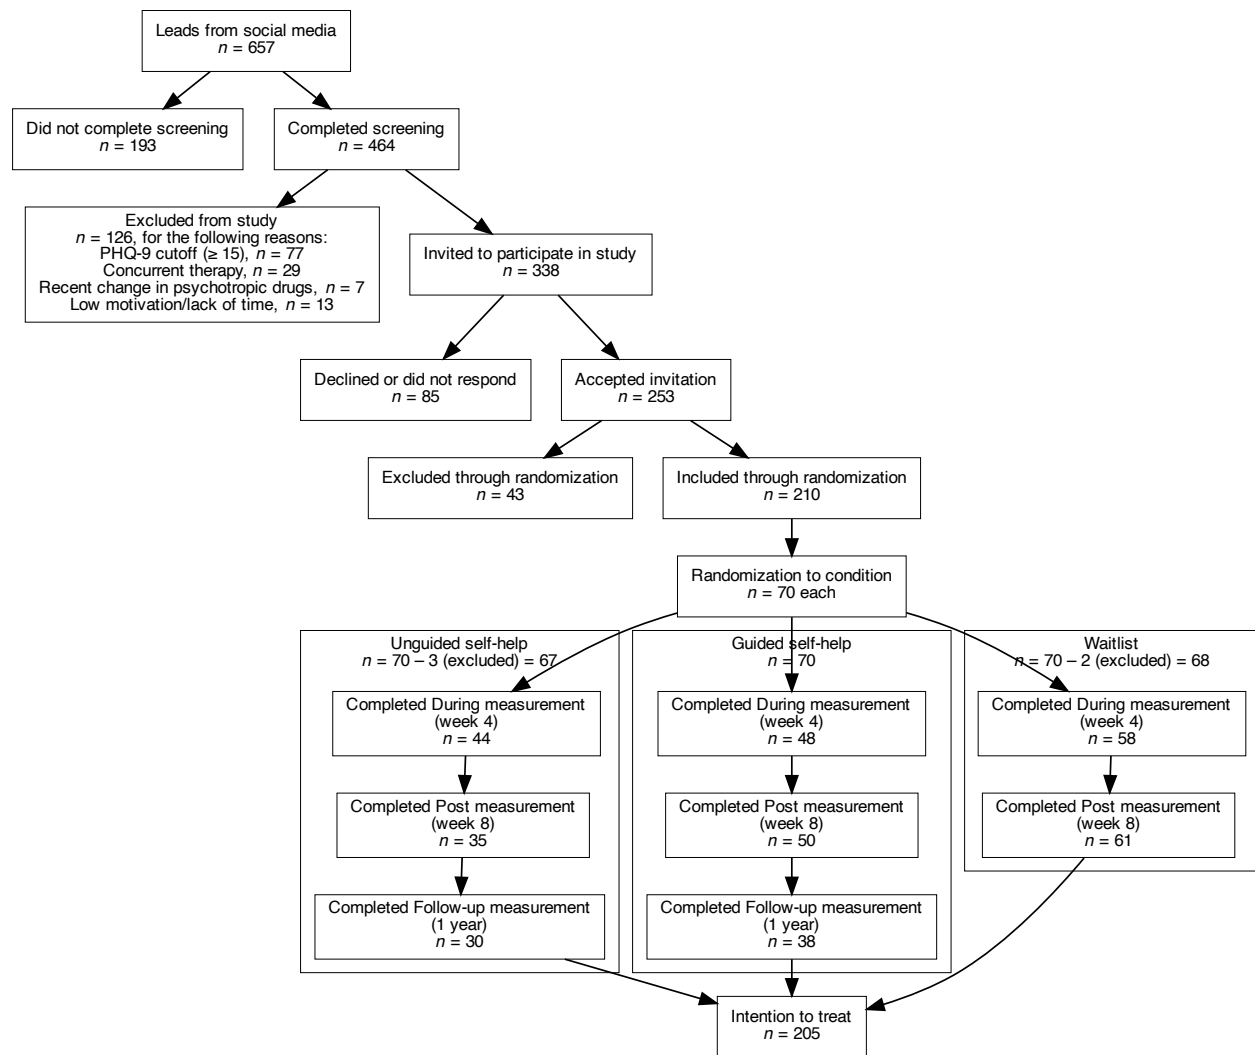 Leads from social media
n = 657
Did not complete screening
n = 193
Completed screening
n = 464
Excluded from study
n = 126, for the following reasons:
PHQ-9 cutoff (≥ 15), n = 77
Concurrent therapy, n = 29
Recent change in psychotropic drugs, n = 7
Low motivation/lack of time, n = 13
Invited to participate in study
n = 338
Declined or did not respond
n = 85
Accepted invitation
n = 253
Excluded through randomization
n = 43
Included through randomization
n = 210
Randomization to condition
n = 70 each
Unguided self-help
n = 70 – 3 (excluded) = 67
Completed During measurement
(week 4)
n = 44
Completed Post measurement
(week 8)
n = 35
Completed Follow-up measurement
(1 year)
n = 30
Guided self-help
n = 70
Completed During measurement
(week 4)
n = 48
Completed Post measurement
(week 8)
n = 50
Completed Follow-up measurement
(1 year)
n = 38
Waitlist
n = 70 – 2 (excluded) = 68
Completed During measurement
(week 4)
n = 58
Completed Post measurement
(week 8)
n = 61
Intention to treat
n = 205